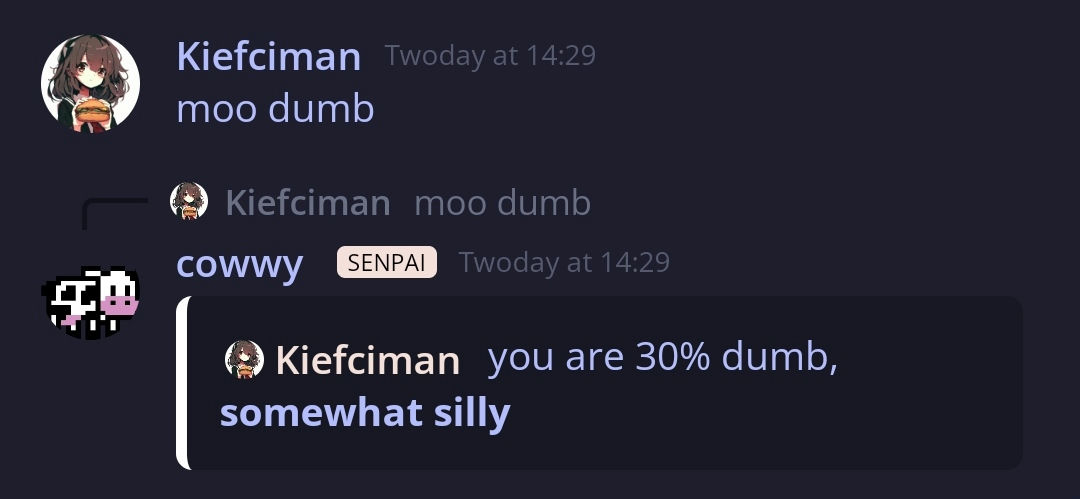 Kiefciman Twoday at 14:29
moo dumb
Kiefciman moo dumb
cowwy SENPAI Twoday at 14:29
Kiefciman you are 30% dumb,
somewhat silly